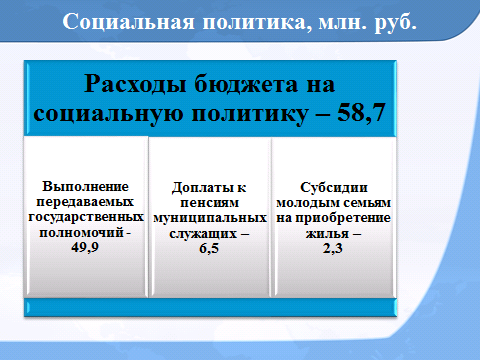 Социальная политика, млн. руб.
Расходы бюджета на
социальную политику – 58,7
Выполнение
передаваемых
государственных
полномочий -
49,9
Доплаты к
пенсиям
муниципальных
служащих –
6,5
Субсидии
молодым семьям
на приобретение
жилья –
2,3